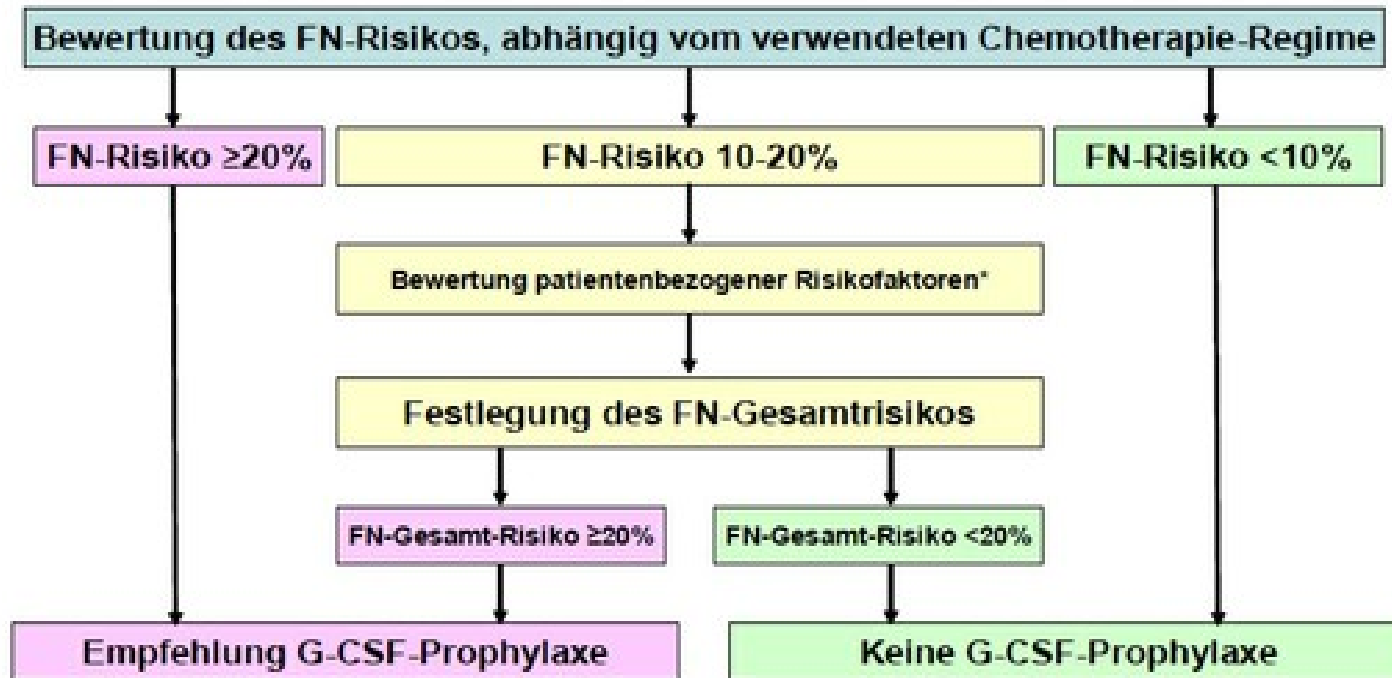 Bewertung des FN-Risikos, abhängig vom verwendeten Chemotherapie-Regime
FN-Risiko ≥20%
FN-Risiko 10-20%
FN-Risiko <10%
Bewertung patientenbezogener Risikofaktoren*
Festlegung des FN-Gesamtrisikos
FN-Gesamt-Risiko ≥20%
FN-Gesamt-Risiko <20%
Empfehlung G-CSF-Prophylaxe
Keine G-CSF-Prophylaxe